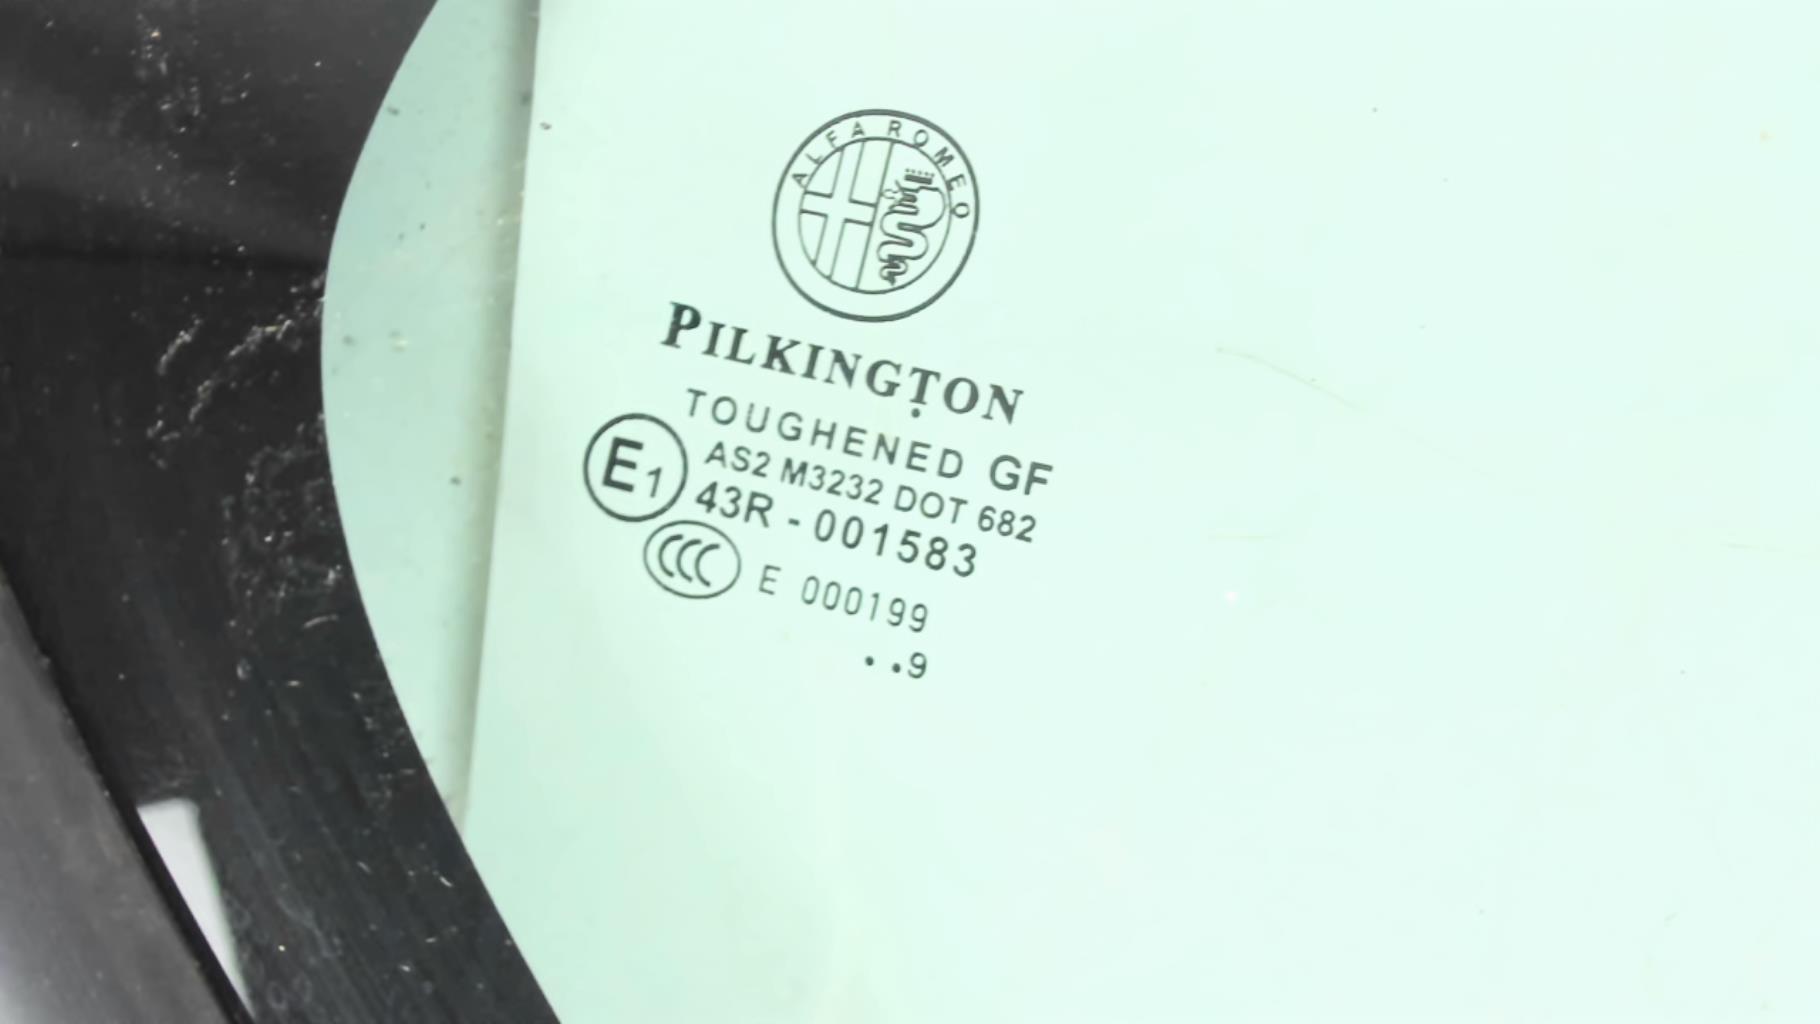 ALFA ROMEO
PILKINGTON
TOUGHENED GF
AS2 M3232 DOT 682
E1 43R - 001583
CCC E 000199
..9